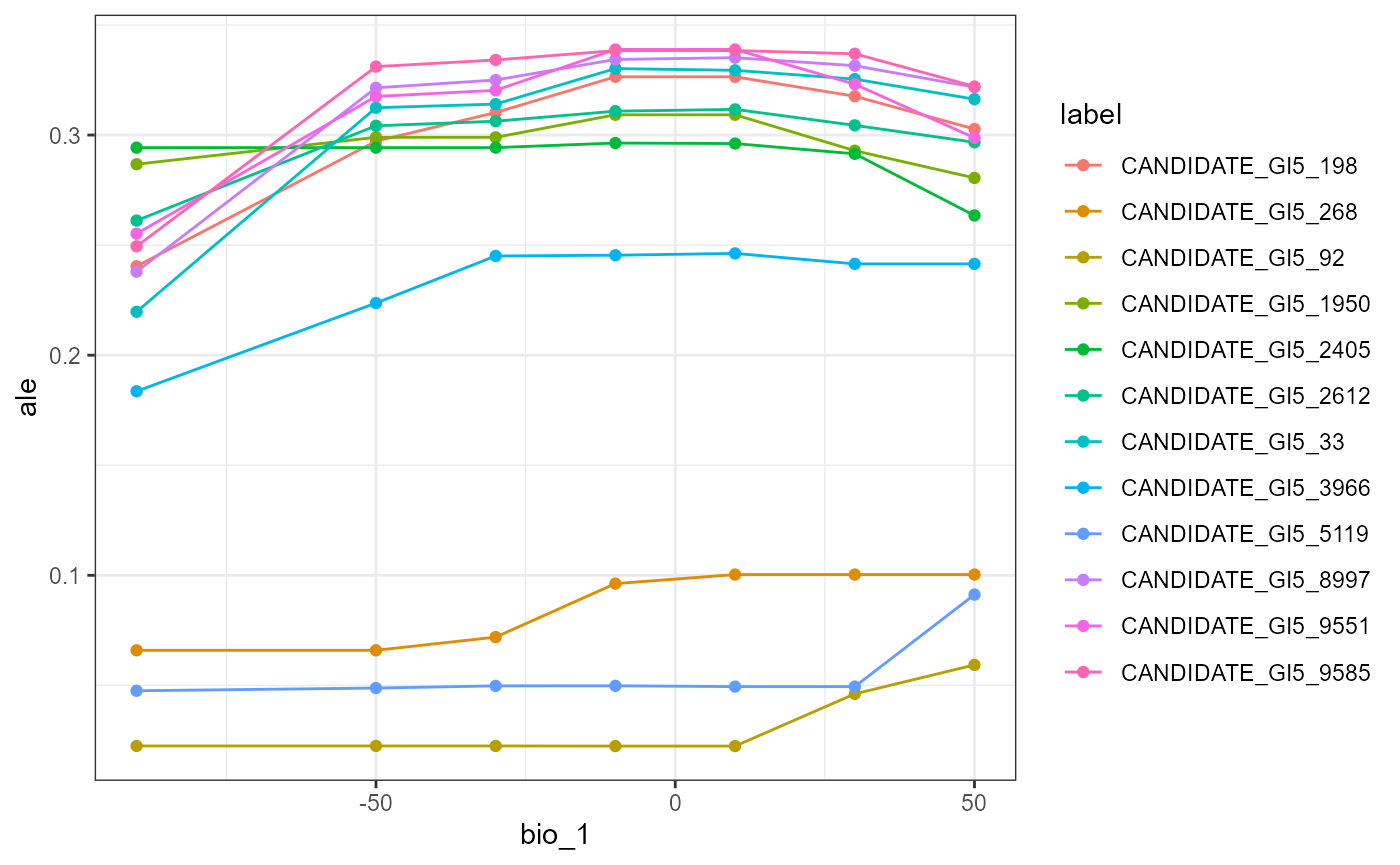 0.3
0.2
0.1
ale
-50
0
50
bio_1
label
CANDIDATE_GI5_198
CANDIDATE_GI5_268
CANDIDATE_GI5_92
CANDIDATE_GI5_1950
CANDIDATE_GI5_2405
CANDIDATE_GI5_2612
CANDIDATE_GI5_33
CANDIDATE_GI5_3966
CANDIDATE_GI5_5119
CANDIDATE_GI5_8997
CANDIDATE_GI5_9551
CANDIDATE_GI5_9585